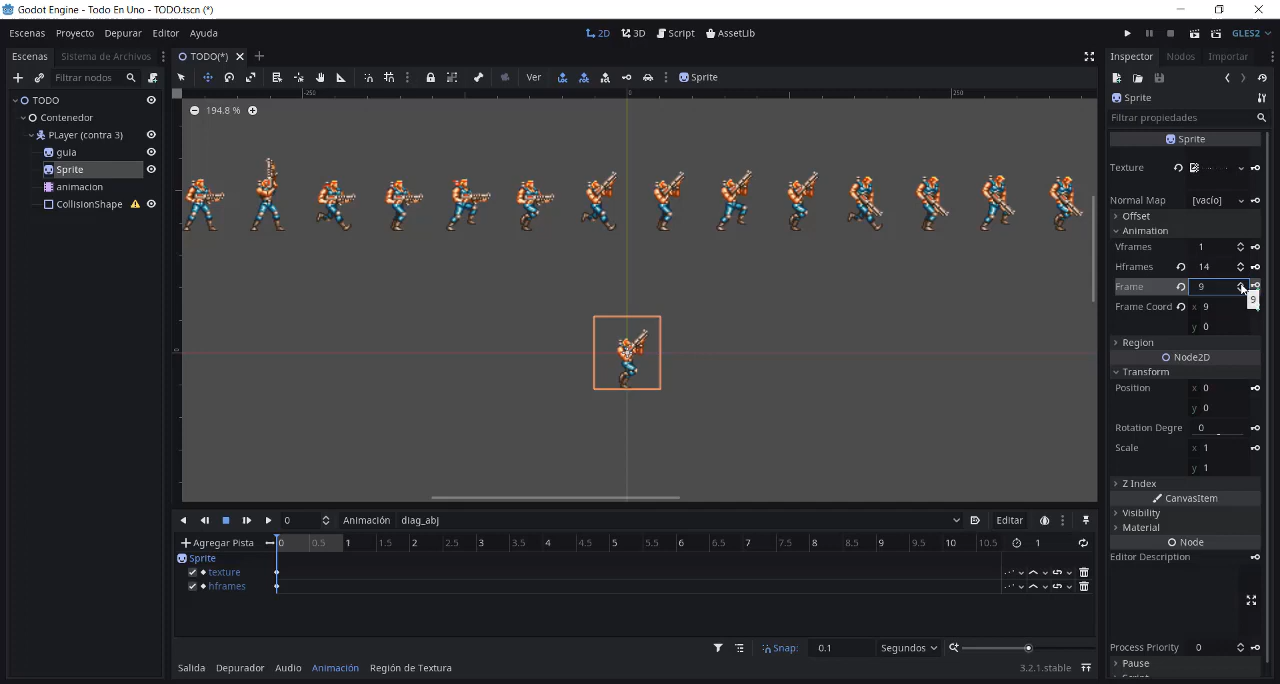 Godot Engine - Todo En Uno - TODO.tscn (*)
Escenas Proyecto Depurar Editor Ayuda
2D 3D Script AssetLib
GLES2
Escenas Sistema de Archivos
TODO(*)
Inspector Nodos Importar
Filtrar nodos
Ver
Sprite
TODO
Contenedor
PLayer (contra 3)
guia
Sprite
animacion
CollisionShape
-250 0 250
194.8 %
0
Sprite
Filtrar propiedades
Sprite
Texture
Normal Map [vacío]
Offset
Animation
Vframes 1
Hframes 14
Frame 9
9
Frame Coord x 9
y 0
Region
Node2D
Transform
Position x 0
y 0
Rotation Degre 0
Scale x 1
y 1
Z Index
CanvasItem
Visibility
Material
Node
Editor Description
Process Priority 0
Pause
0 Animación diag_abj Editar
Agregar Pista 0 0.5 1 1.5 2 2.5 3 3.5 4 4.5 5 5.5 6 6.5 7 7.5 8 8.5 9 9.5 10 10.5 1
Sprite
texture
hframes
Snap: 0.1 Segundos
Salida Depurador Audio Animación Región de Textura
3.2.1.stable